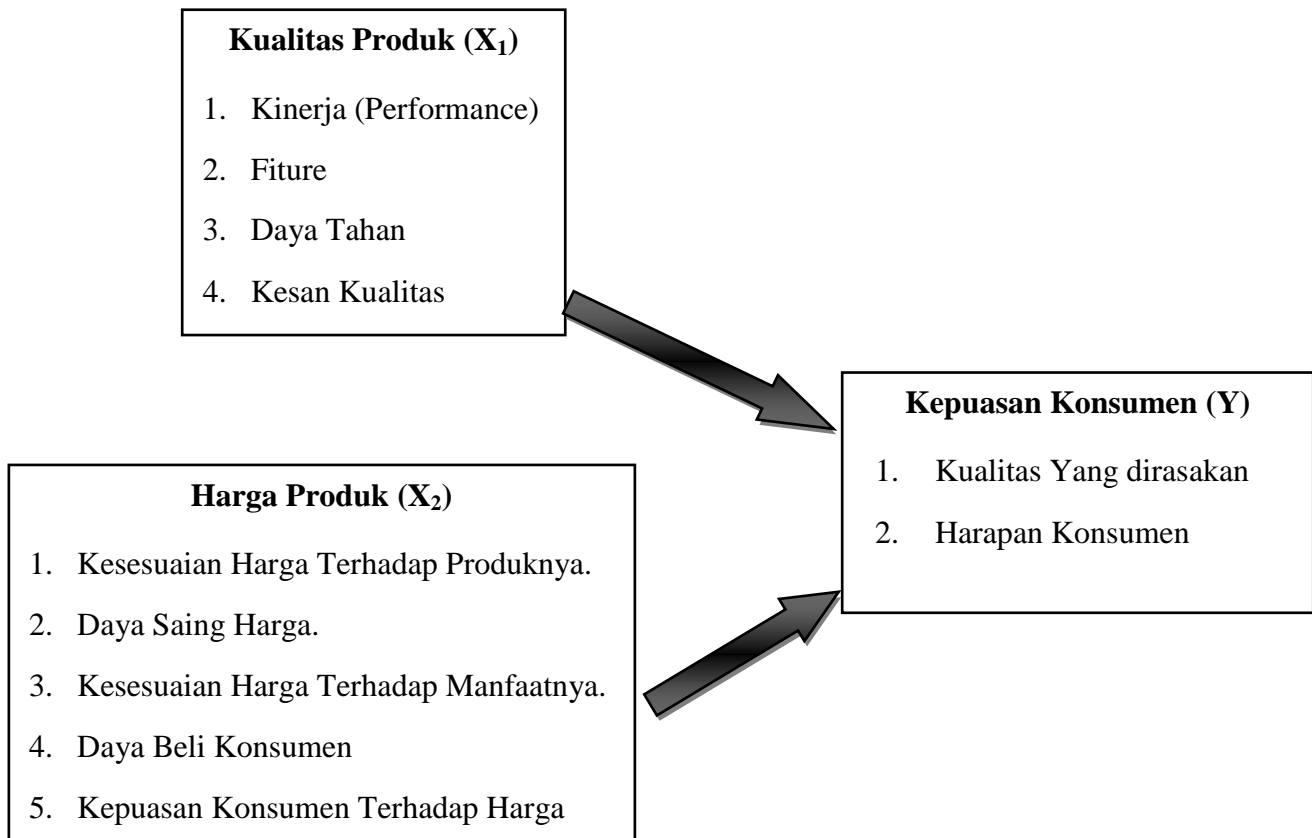 Kualitas Produk (X₁)
1. Kinerja (Performance)
2. Fiture
3. Daya Tahan
4. Kesan Kualitas
Kepuasan Konsumen (Y)
1. Kualitas Yang dirasakan
2. Harapan Konsumen
Harga Produk (X₂)
1. Kesesuaian Harga Terhadap Produknya.
2. Daya Saing Harga.
3. Kesesuaian Harga Terhadap Manfaatnya.
4. Daya Beli Konsumen
5. Kepuasan Konsumen Terhadap Harga